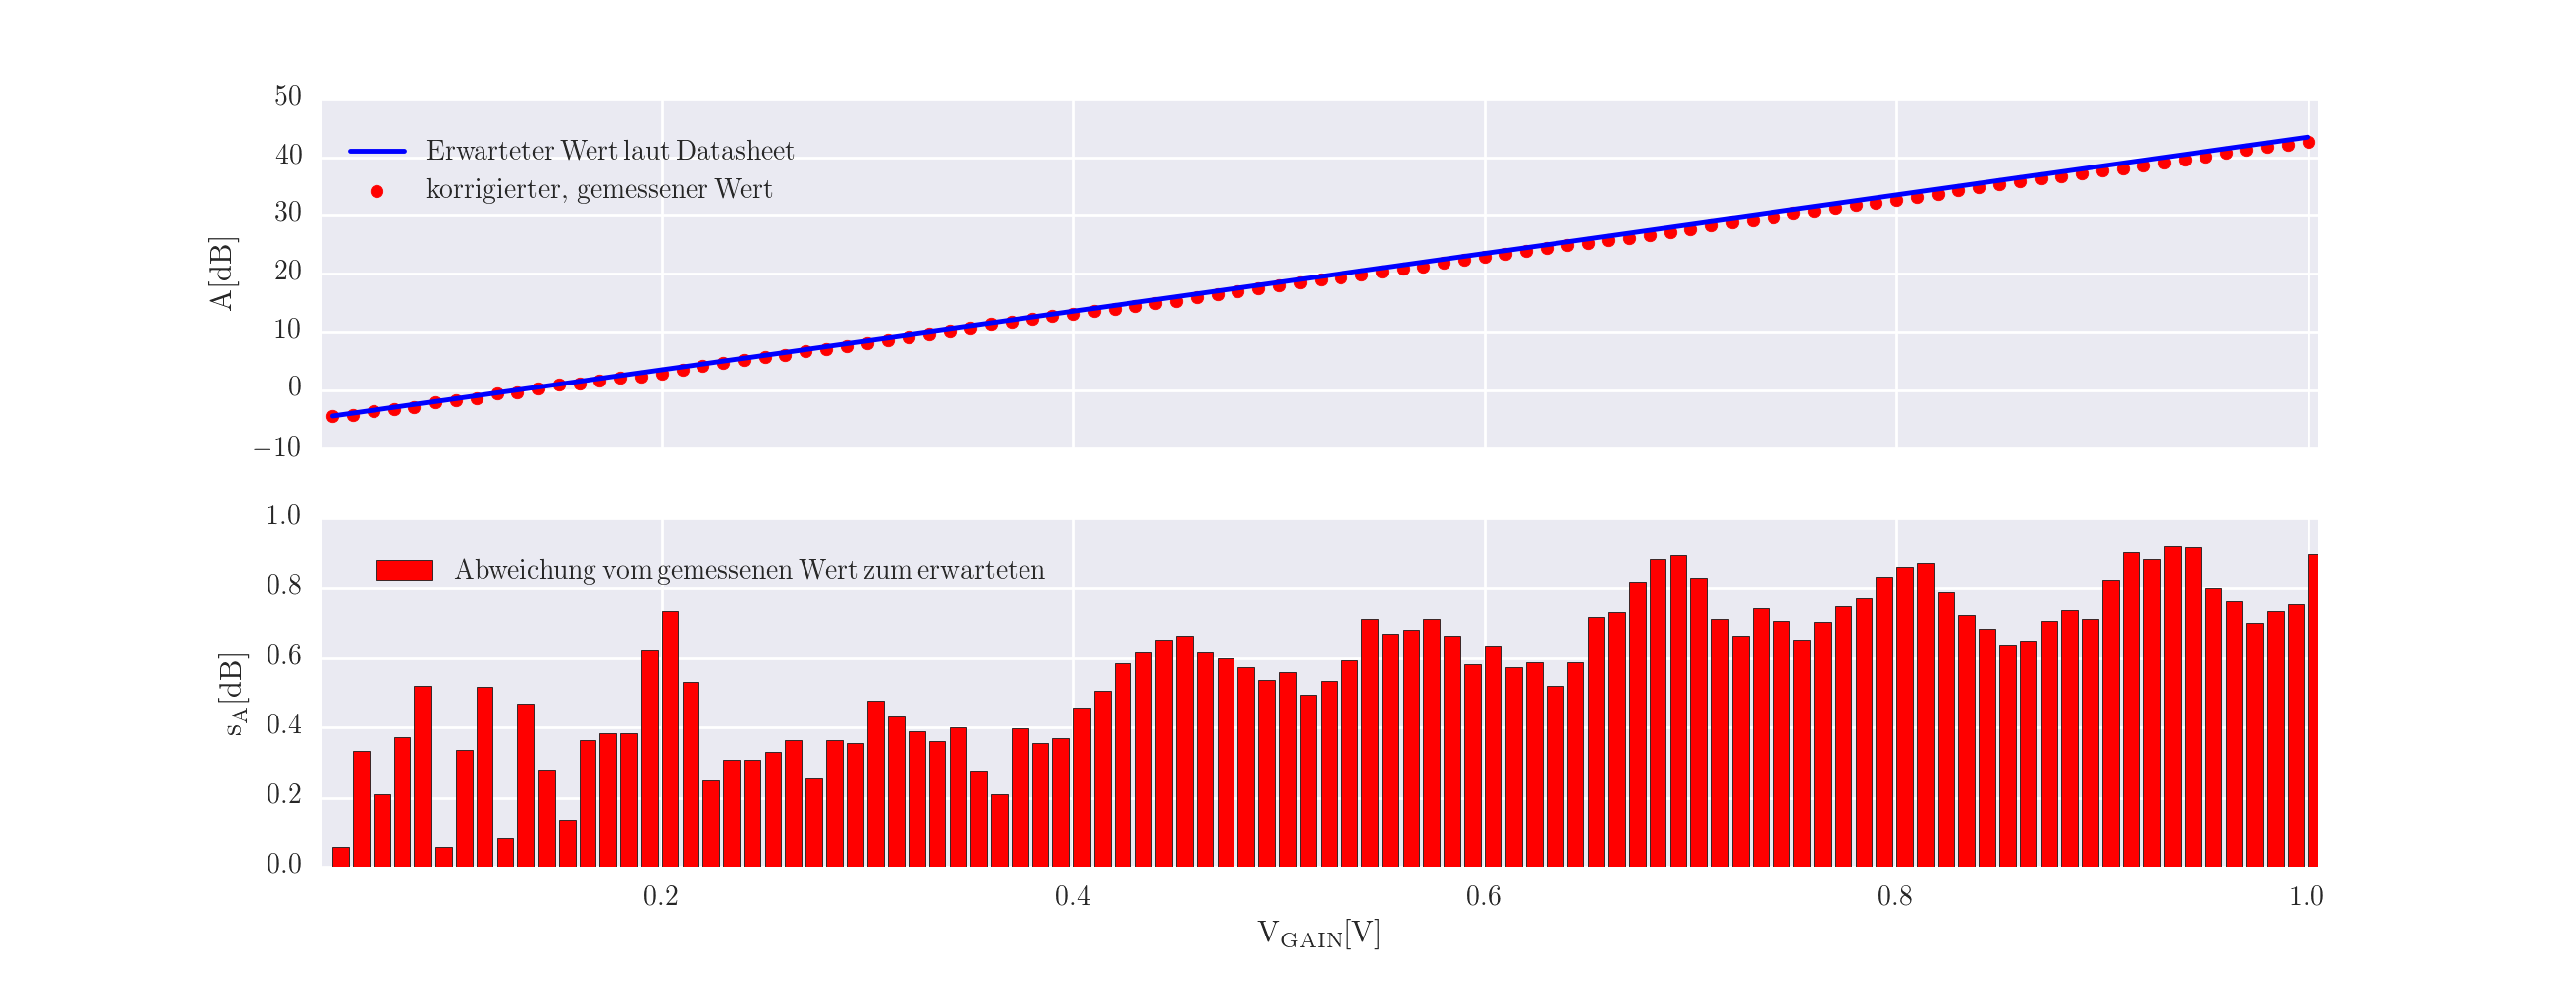 50
40
30
20
10
0
−10
A[dB]
Erwarteter Wert laut Datasheet
korrigierter, gemessener Wert
1.0
0.8
0.6
0.4
0.2
0.0
s_A[dB]
Abweichung vom gemessenen Wert zum erwarteten
0.2 0.4 0.6 0.8 1.0
V_GAIN[V]